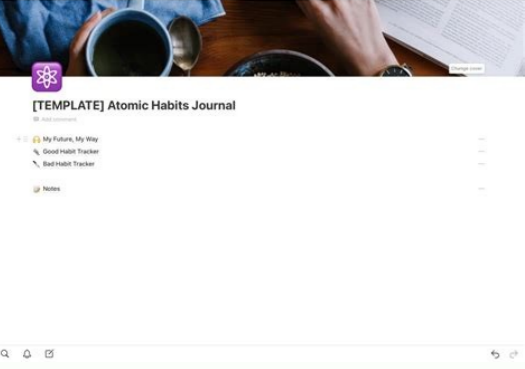 Change cover
[TEMPLATE] Atomic Habits Journal
Add comment
My Future, My Way
Good Habit Tracker
Bad Habit Tracker
Notes